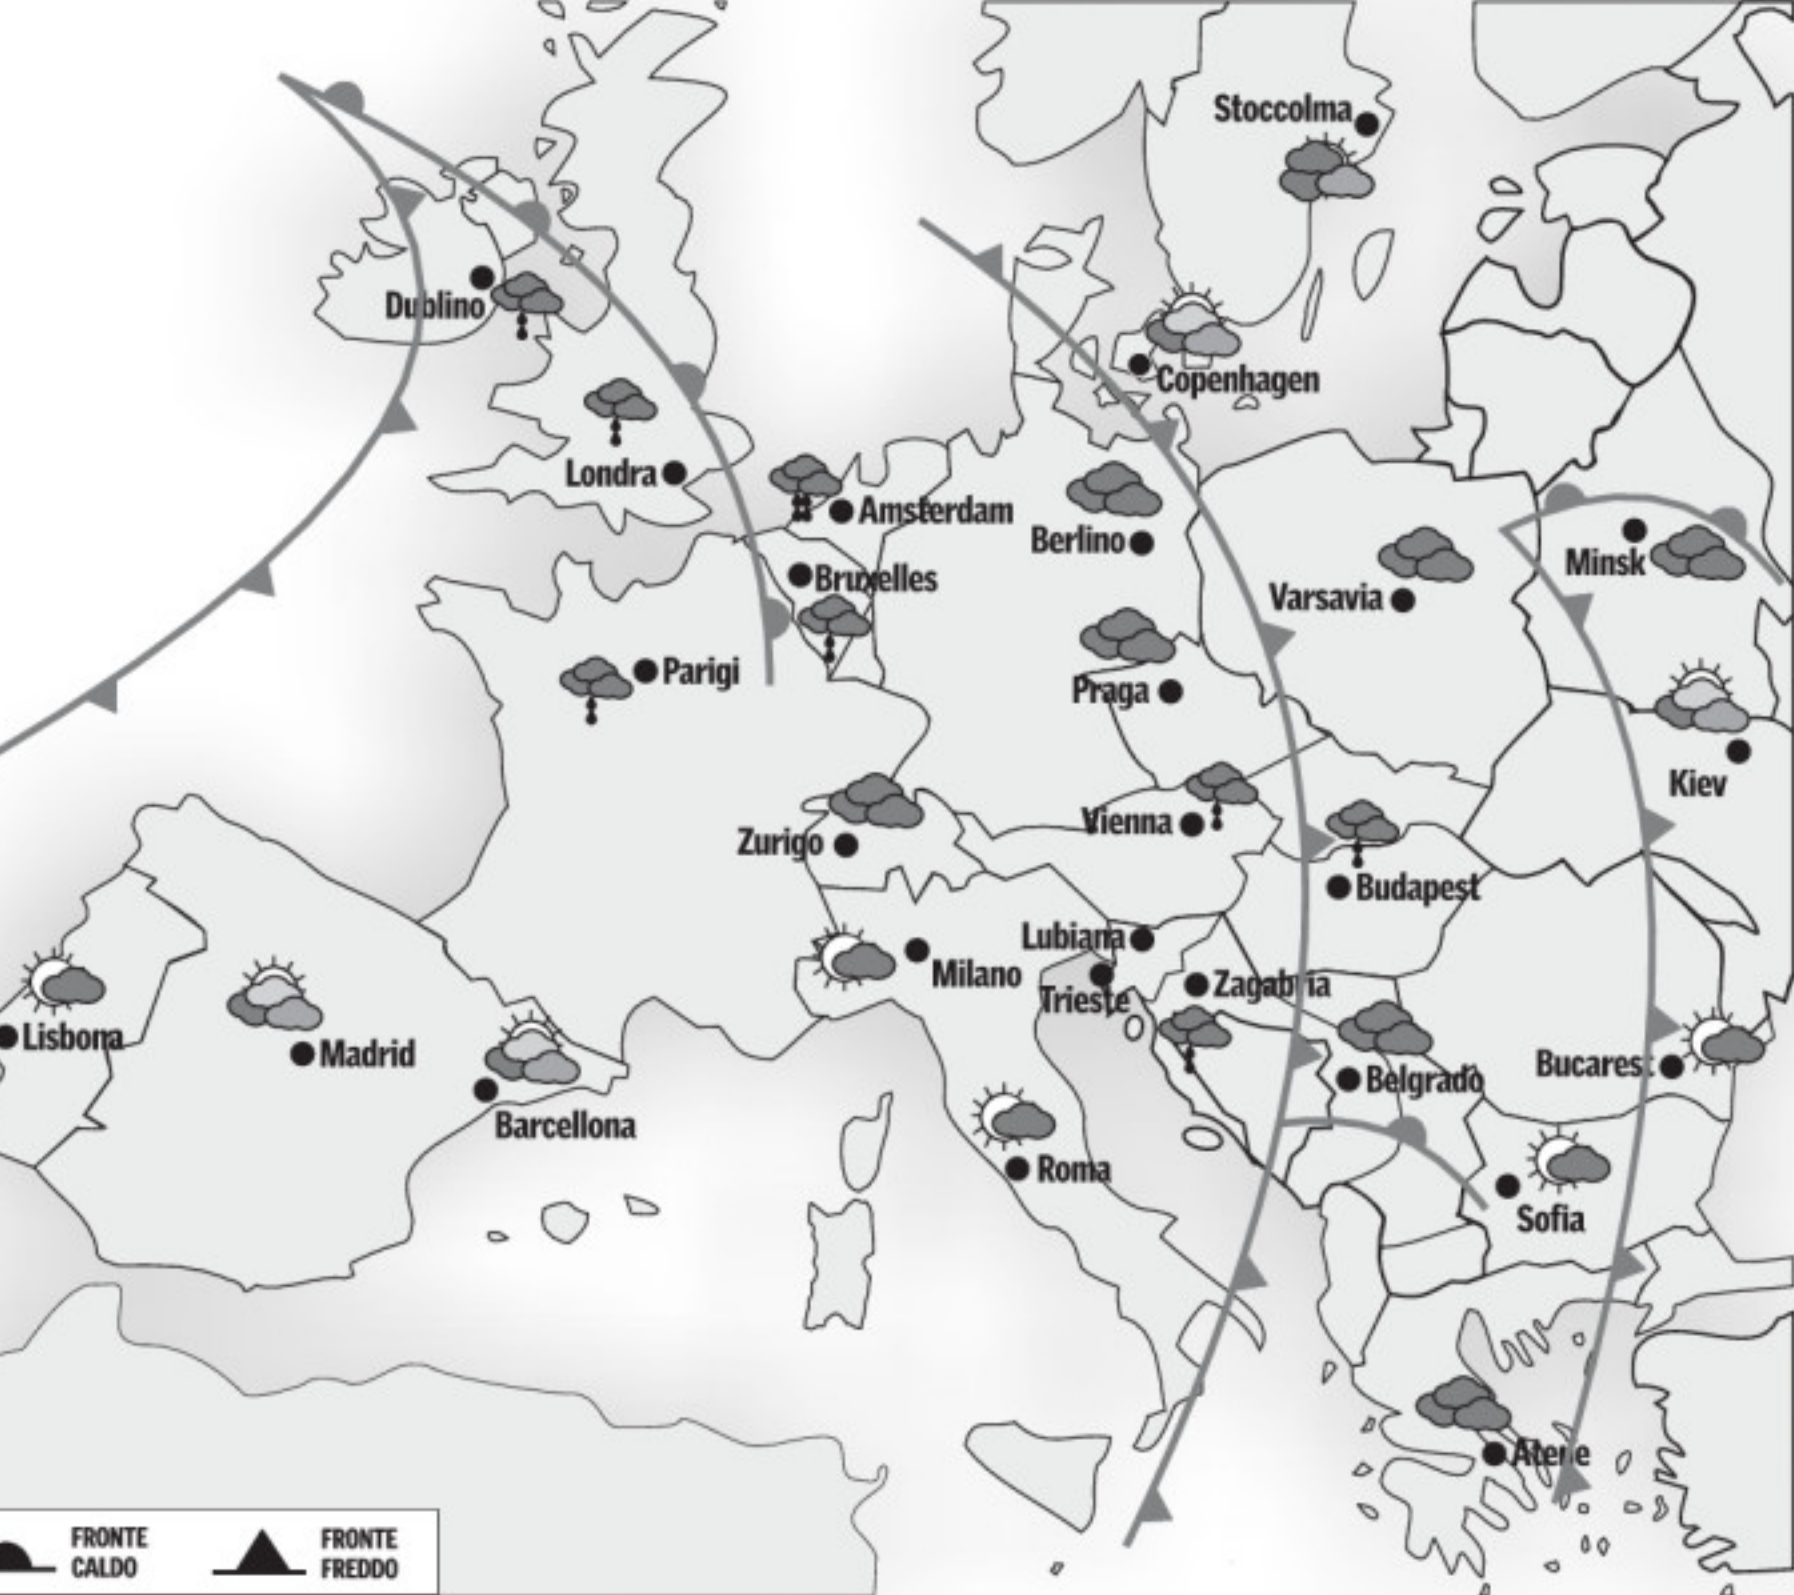 Stoccolma
Dublino
Copenhagen
Londra
Amsterdam
Berlino
Minsk
Bruxelles
Varsavia
Parigi
Praga
Kiev
Vienna
Zurigo
Budapest
Lubiana
Milano
Zagabria
Trieste
Lisbona
Madrid
Bucarest
Belgrado
Barcellona
Roma
Sofia
Atene
FRONTE
CALDO
FRONTE
FREDDO